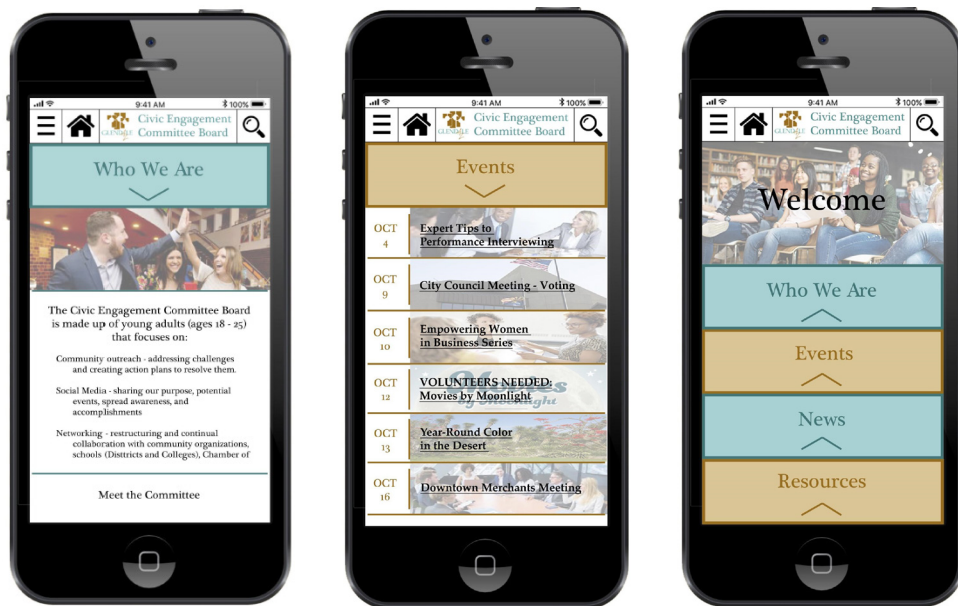 9:41 AM
100%
GLENDALE
Civic Engagement
Committee Board
Who We Are
The Civic Engagement Committee Board
is made up of young adults (ages 18 - 25)
that focuses on:
Community outreach - addressing challenges
and creating action plans to resolve them.
Social Media - sharing our purpose, potential
events, spread awareness, and
accomplishments
Networking - restructuring and continual
collaboration with community organizations,
schools (Disttricts and Colleges), Chamber of
Meet the Committee
9:41 AM
100%
GLENDALE
Civic Engagement
Committee Board
Events
OCT
4
Expert Tips to
Performance Interviewing
OCT
9
City Council Meeting - Voting
OCT
10
Empowering Women
in Business Series
OCT
12
VOLUNTEERS NEEDED:
Movies by Moonlight
Movies
by Moonlight
OCT
13
Year-Round Color
in the Desert
OCT
16
Downtown Merchants Meeting
9:41 AM
100%
GLENDALE
Civic Engagement
Committee Board
Welcome
Who We Are
Events
News
Resources